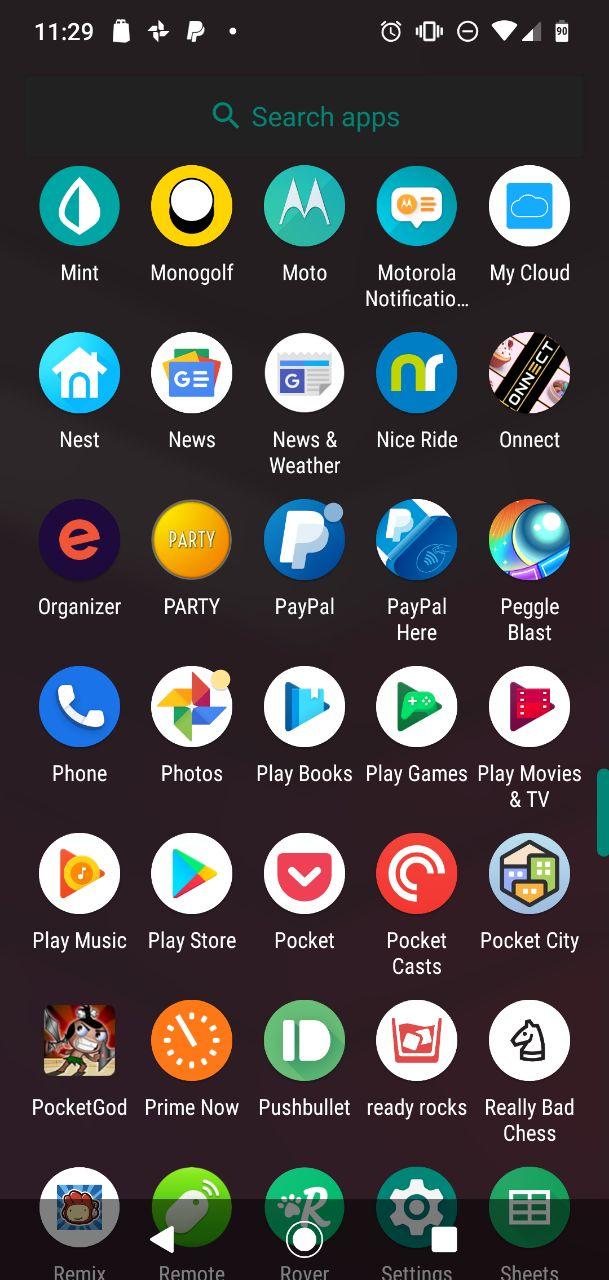 11:29
90
Search apps
Mint
Monogolf
Moto
Motorola
Notificatio…
My Cloud
Nest
News
News &
Weather
Nice Ride
Onnect
Organizer
PARTY
PayPal
PayPal
Here
Peggle
Blast
Phone
Photos
Play Books
Play Games
Play Movies
& TV
Play Music
Play Store
Pocket
Pocket
Casts
Pocket City
PocketGod
Prime Now
Pushbullet
ready rocks
Really Bad
Chess
Remix
Remote
Rover
Settings
Sheets
nr
ONNECT
PARTY